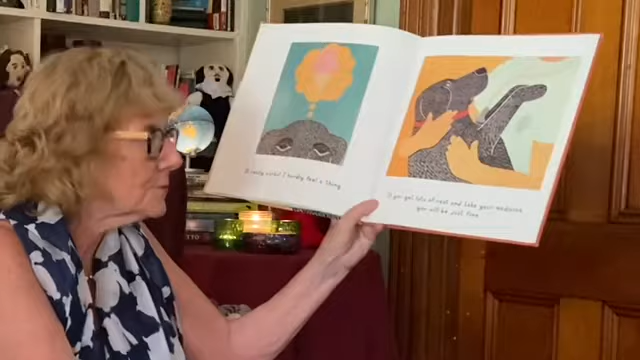 It really works! I hardly feel a thing.
If you get lots of rest and take your medicine
you will be just fine.